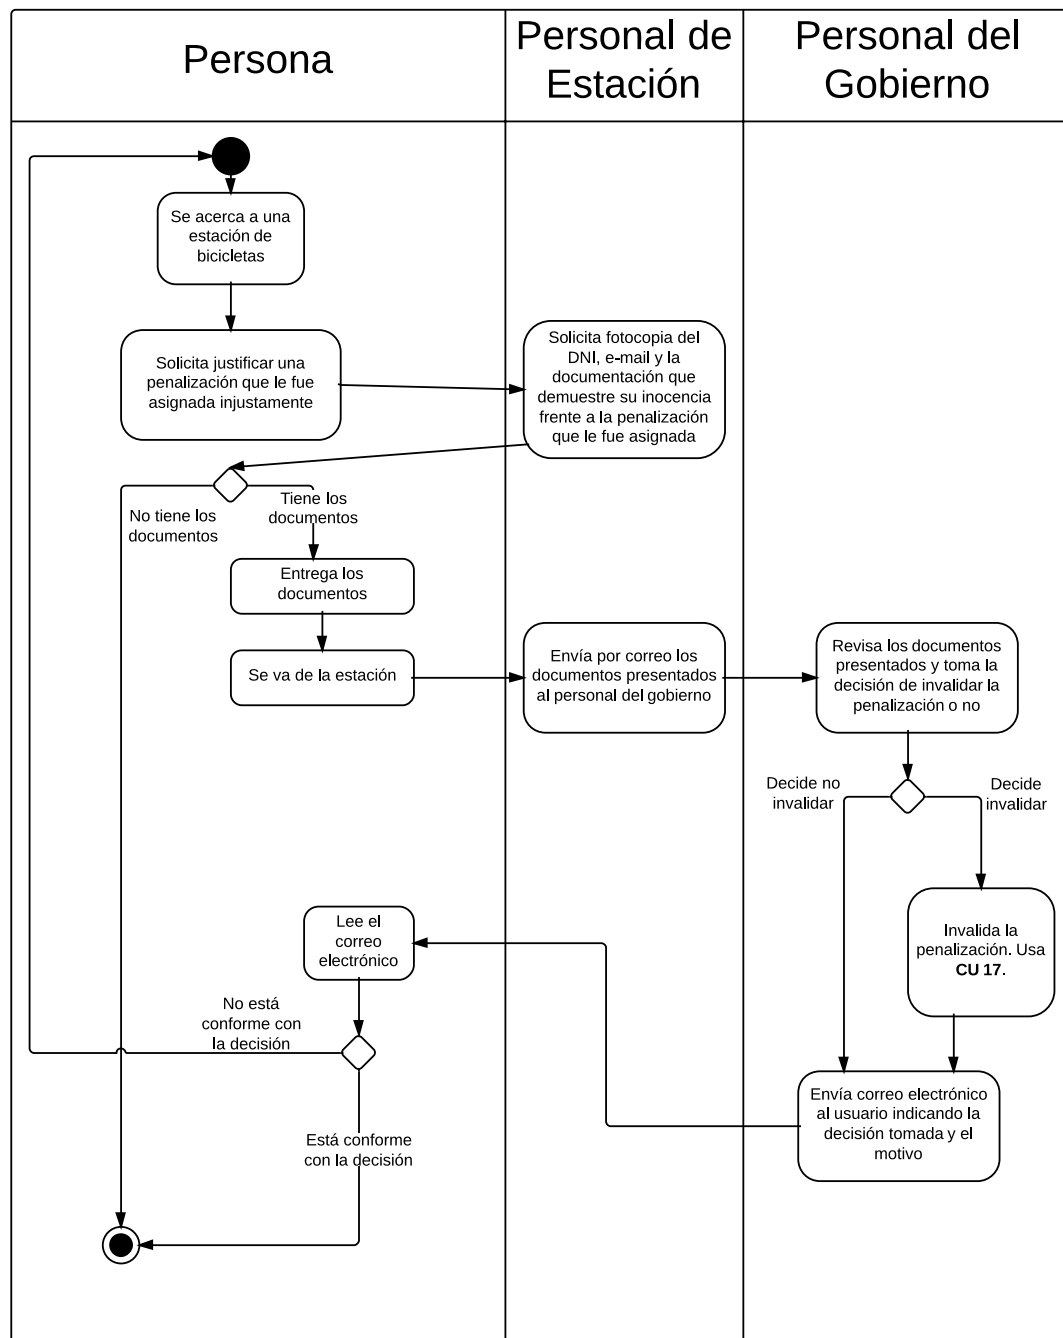 Persona
Personal de
Estación
Personal del
Gobierno
Se acerca a una
estación de
bicicletas
Solicita justificar una
penalización que le fue
asignada injustamente
Solicita fotocopia del
DNI, e-mail y la
documentación que
demuestre su inocencia
frente a la penalización
que le fue asignada
No tiene los
documentos
Tiene los
documentos
Entrega los
documentos
Se va de la estación
Envía por correo los
documentos presentados
al personal del gobierno
Revisa los documentos
presentados y toma la
decisión de invalidar la
penalización o no
Decide no
invalidar
Decide
invalidar
Invalida la
penalización. Usa
CU 17.
Envía correo electrónico
al usuario indicando la
decisión tomada y el
motivo
Lee el
correo
electrónico
No está
conforme con
la decisión
Está conforme
con la decisión